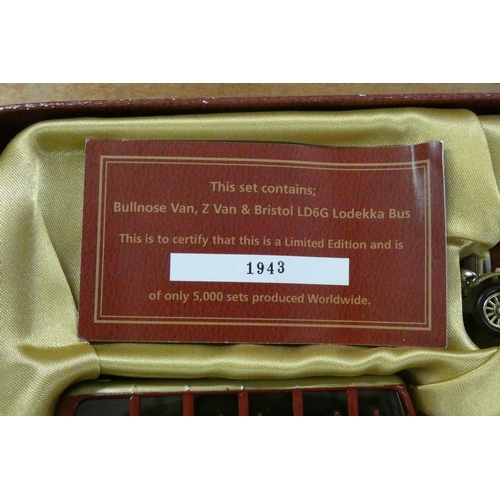 This set contains;
Bullnose Van, Z Van & Bristol LD6G Lodekka Bus
This is to certify that this is a Limited Edition and is
1943
of only 5,000 sets produced Worldwide.